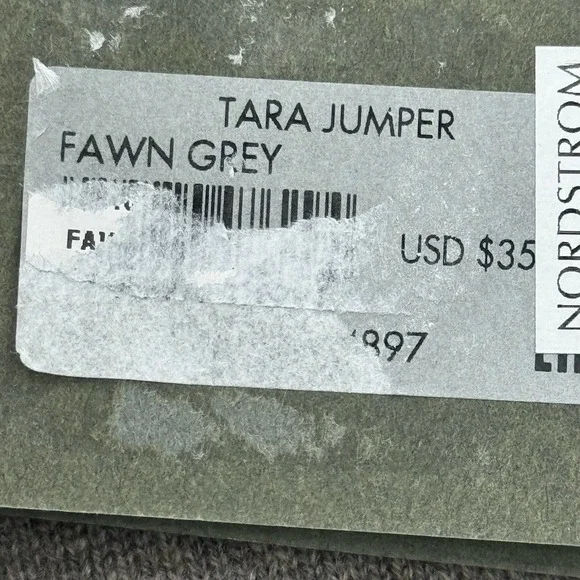 TARA JUMPER
FAWN GREY
USD $35
897
NORDSTROM